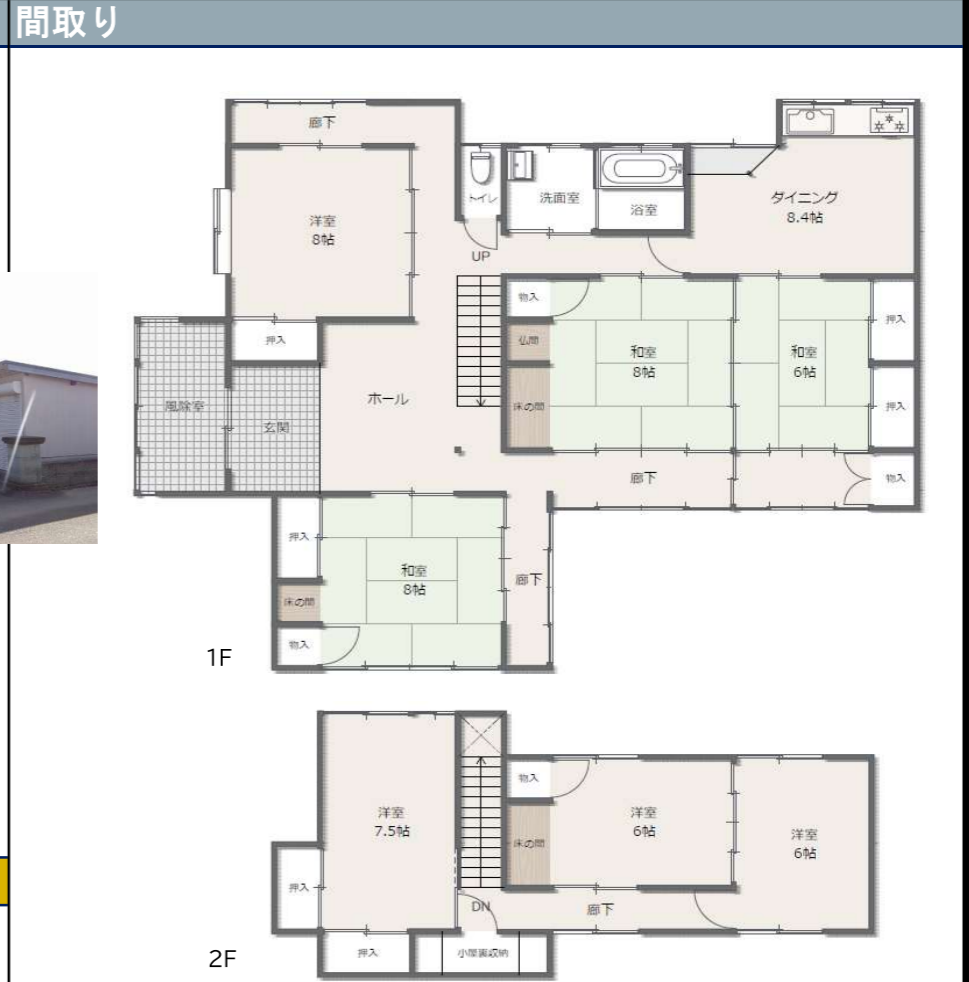 間取り
廊下
洋室
8帖
押入
トイレ
洗面室
浴室
ダイニング
8.4帖
UP
物入
仏間
床の間
和室
8帖
和室
6帖
押入
押入
風除室
玄関
ホール
廊下
物入
押入
床の間
物入
和室
8帖
廊下
1F
洋室
7.5帖
押入
押入
DN
小屋裏収納
物入
床の間
洋室
6帖
洋室
6帖
廊下
2F